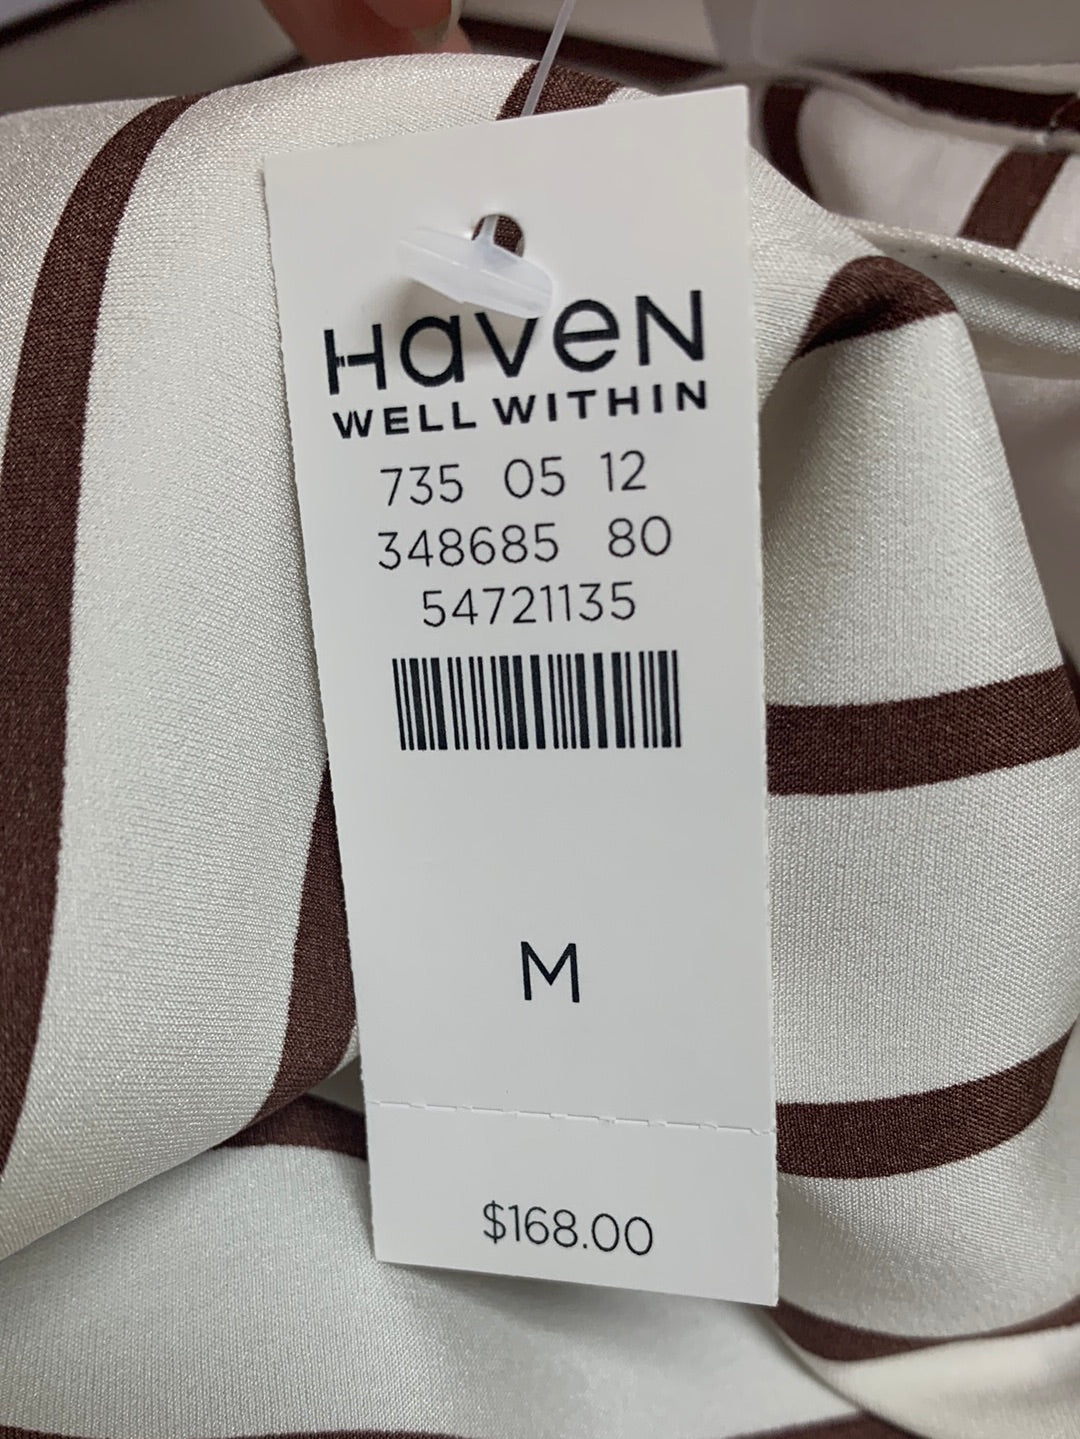 Haven
WELL WITHIN
735 05 12
348685 80
54721135
M
$168.00